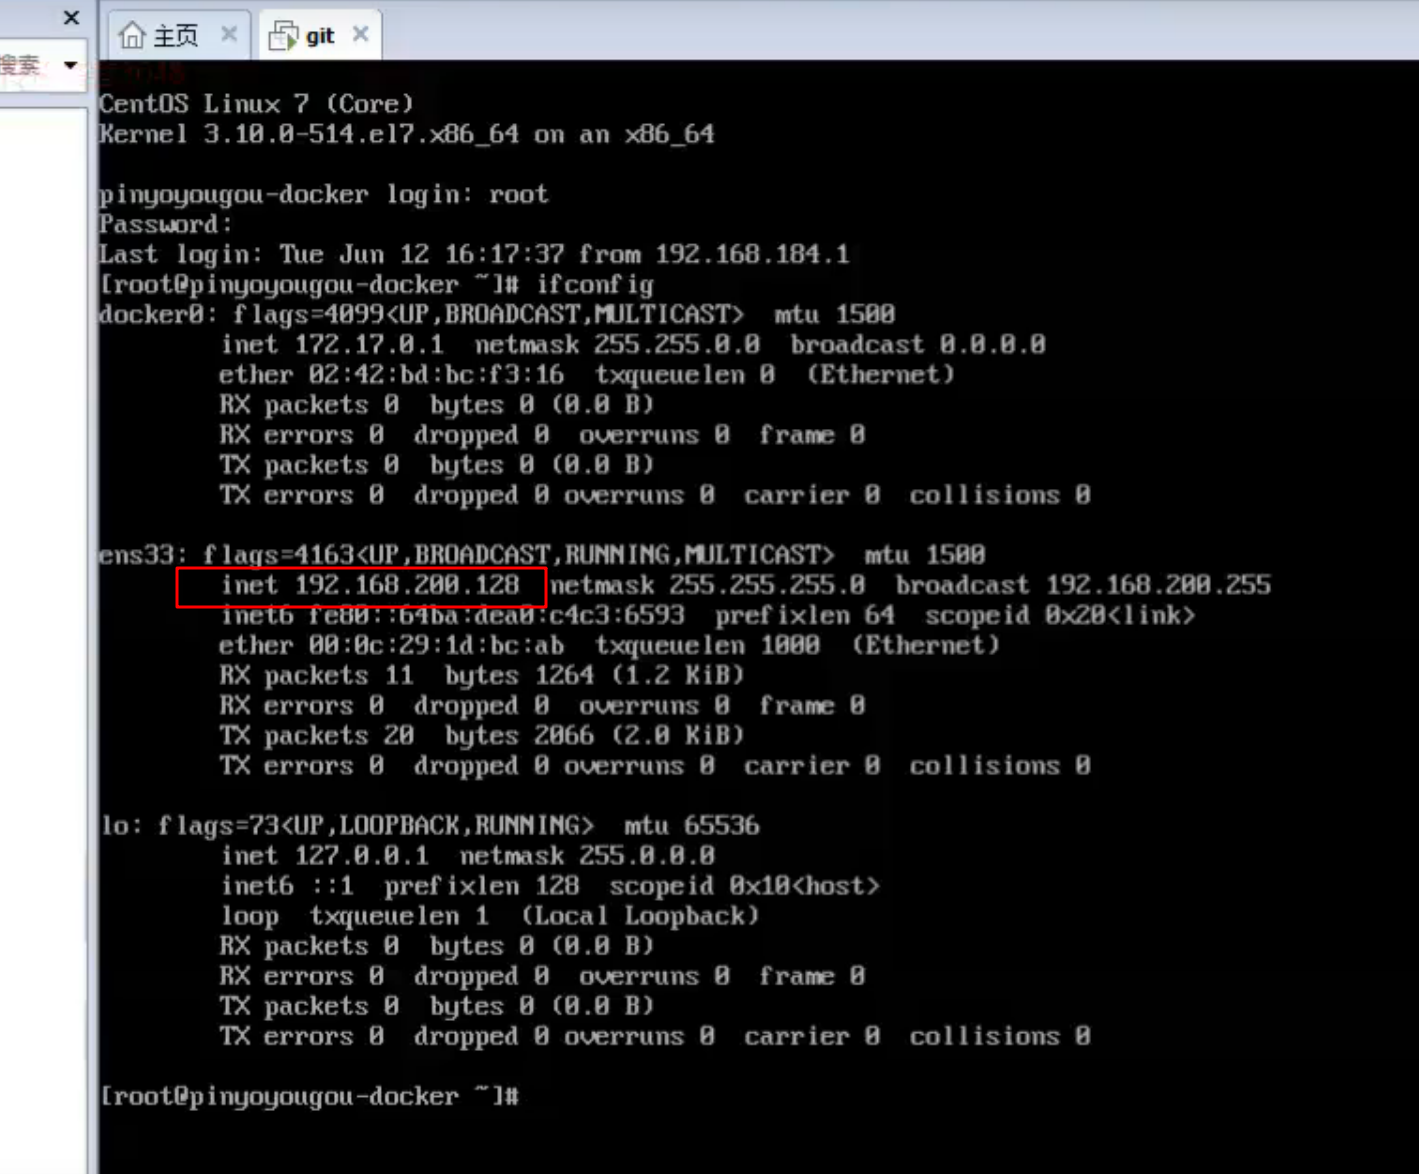 主页
git
搜索
CentOS Linux 7 (Core)
Kernel 3.10.0-514.el7.x86_64 on an x86_64
pinyoyougou-docker login: root
Password:
Last login: Tue Jun 12 16:17:37 from 192.168.184.1
[root@pinyoyougou-docker ~]# ifconfig
docker0: flags=4099<UP,BROADCAST,MULTICAST>  mtu 1500
inet 172.17.0.1  netmask 255.255.0.0  broadcast 0.0.0.0
ether 02:42:bd:bc:f3:16  txqueuelen 0  (Ethernet)
RX packets 0  bytes 0 (0.0 B)
RX errors 0  dropped 0  overruns 0  frame 0
TX packets 0  bytes 0 (0.0 B)
TX errors 0  dropped 0 overruns 0  carrier 0  collisions 0
ens33: flags=4163<UP,BROADCAST,RUNNING,MULTICAST>  mtu 1500
inet 192.168.200.128  netmask 255.255.255.0  broadcast 192.168.200.255
inet6 fe80::64ba:dea0:c4c3:6593  prefixlen 64  scopeid 0x20<link>
ether 00:0c:29:1d:bc:ab  txqueuelen 1000  (Ethernet)
RX packets 11  bytes 1264 (1.2 KiB)
RX errors 0  dropped 0  overruns 0  frame 0
TX packets 20  bytes 2066 (2.0 KiB)
TX errors 0  dropped 0 overruns 0  carrier 0  collisions 0
lo: flags=73<UP,LOOPBACK,RUNNING>  mtu 65536
inet 127.0.0.1  netmask 255.0.0.0
inet6 ::1  prefixlen 128  scopeid 0x10<host>
loop  txqueuelen 1  (Local Loopback)
RX packets 0  bytes 0 (0.0 B)
RX errors 0  dropped 0  overruns 0  frame 0
TX packets 0  bytes 0 (0.0 B)
TX errors 0  dropped 0 overruns 0  carrier 0  collisions 0
[root@pinyoyougou-docker ~]#